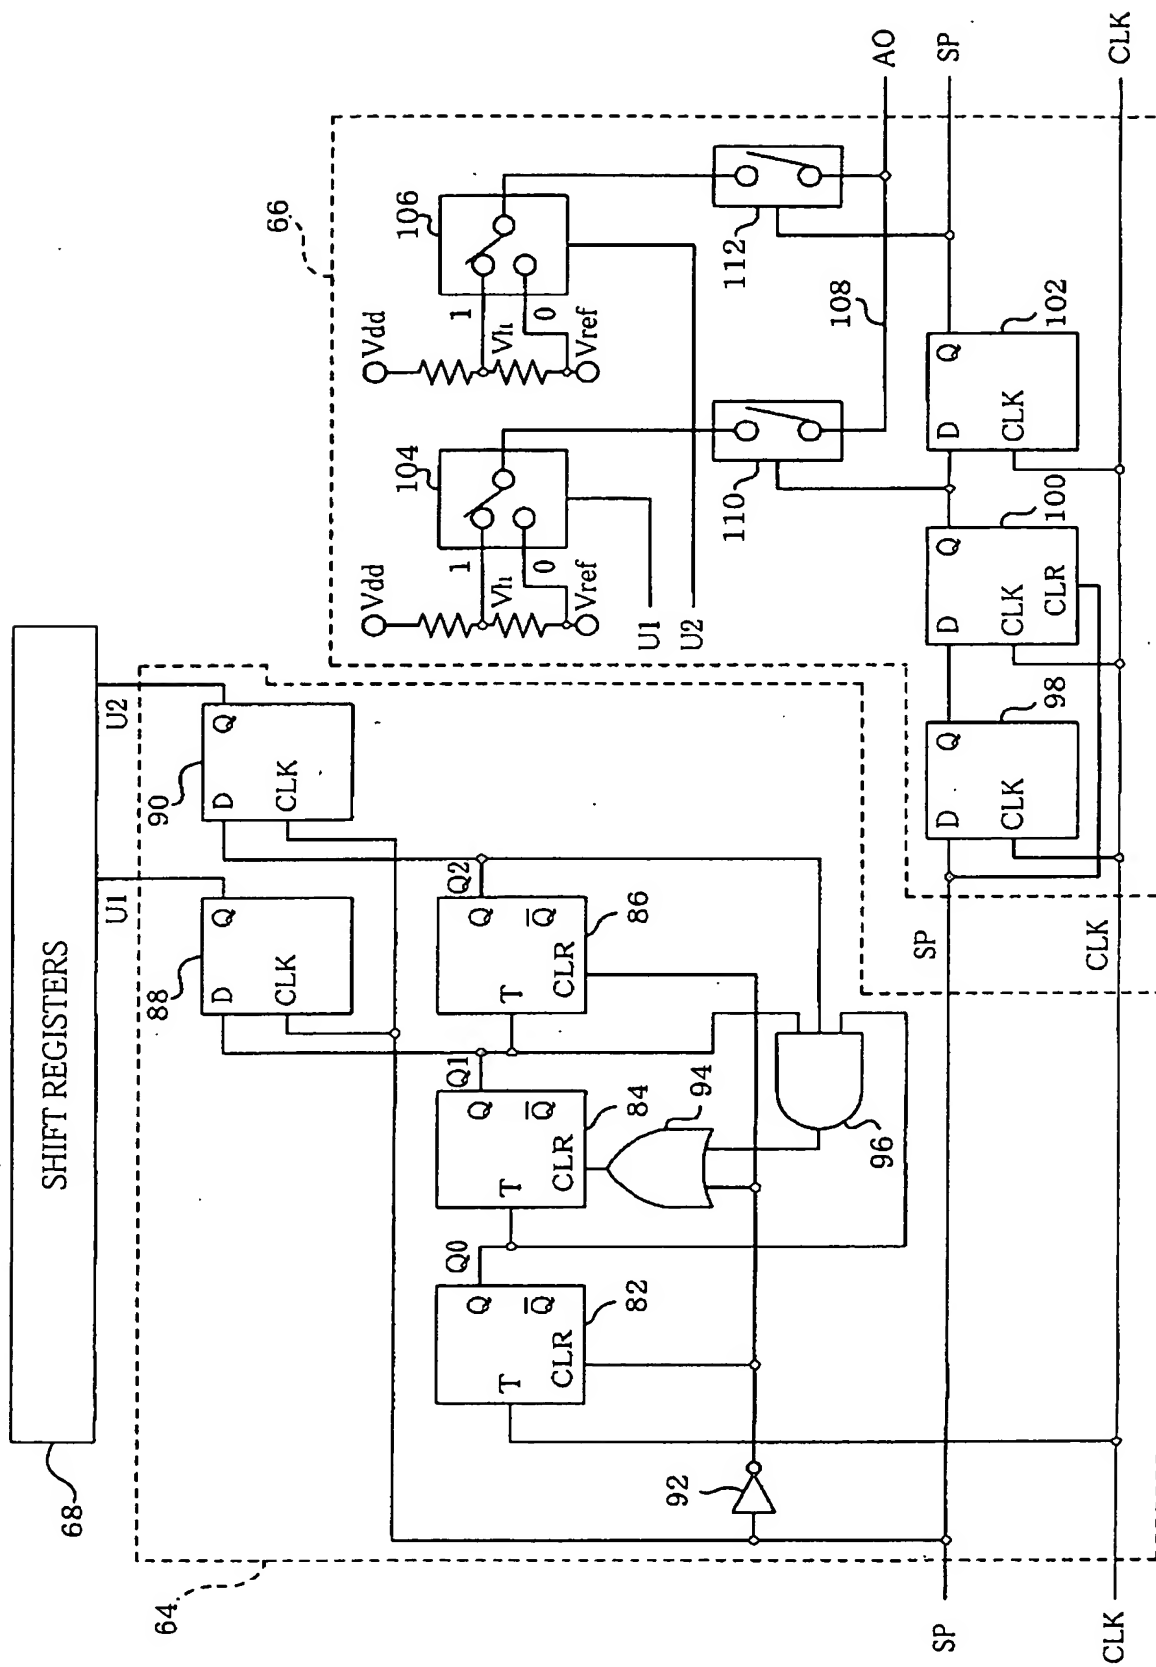 SHIFT REGISTERS
68
64
U1
U2
88
D
Q
CLK
90
D
Q
CLK
Q0
Q1
Q2
T
Q
Q
CLR
82
T
Q
Q
CLR
84
T
Q
Q
CLR
86
92
94
96
SP
CLK
SP
CLK
66
Vdd
1
Vh
0
Vref
104
Vdd
1
Vh
0
Vref
106
U1
U2
110
112
108
D
Q
CLK
98
D
Q
CLK
CLR
100
D
Q
CLK
102
AO
SP
CLK